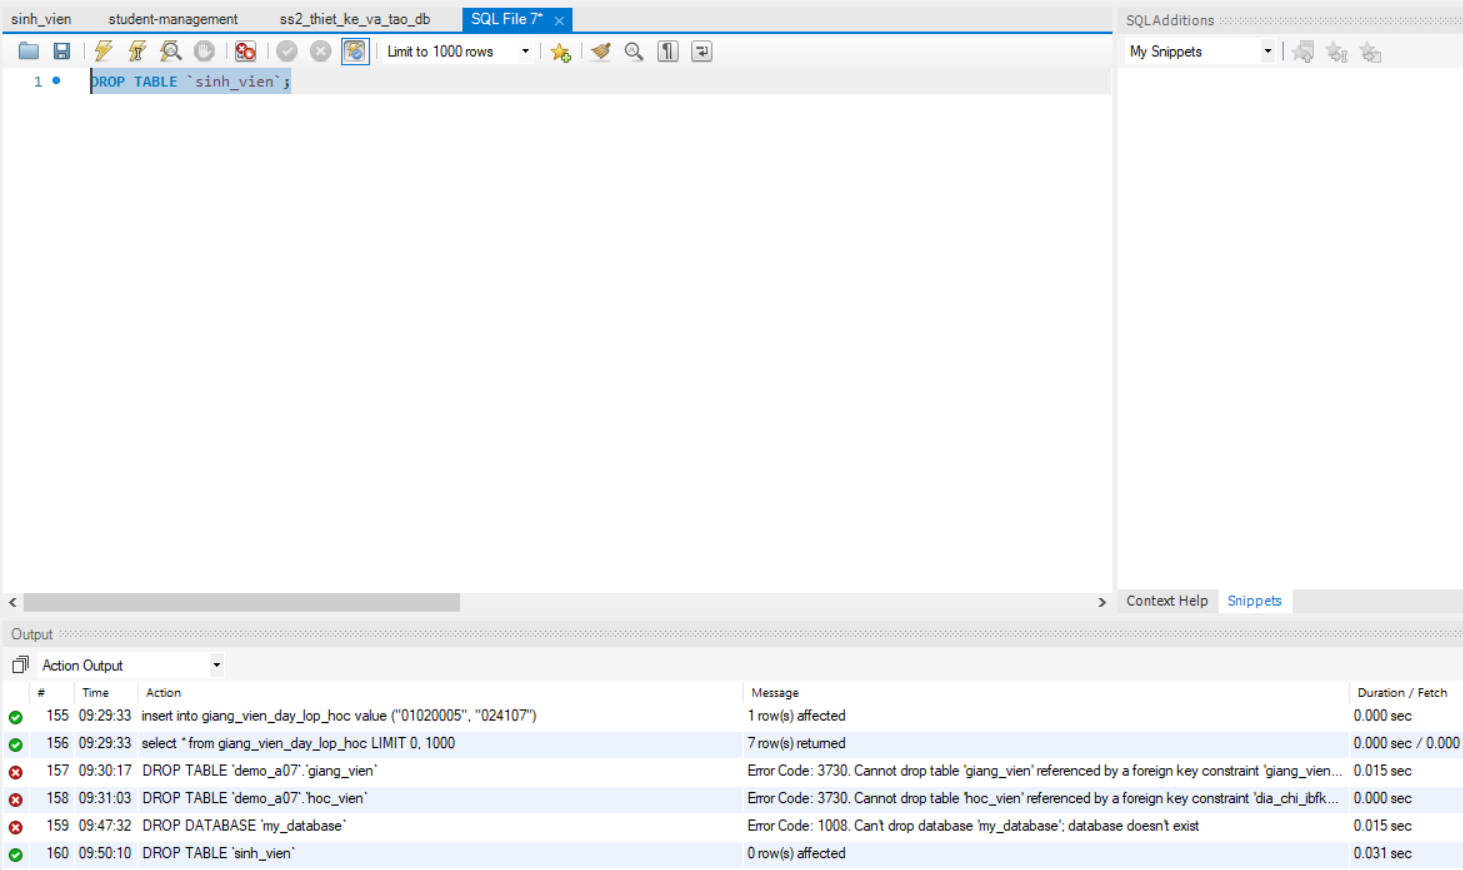 sinh_vien student-management ss2_thiet_ke_va_tao_db SQL File 7*
SQLAdditions
Limit to 1000 rows
My Snippets
1 DROP TABLE `sinh_vien`;
Context Help Snippets
Output
Action Output
# Time Action Message Duration / Fetch
155 09:29:33 insert into giang_vien_day_lop_hoc value ("01020005", "024107") 1 row(s) affected 0.000 sec
156 09:29:33 select * from giang_vien_day_lop_hoc LIMIT 0, 1000 7 row(s) returned 0.000 sec / 0.000
157 09:30:17 DROP TABLE `demo_a07`.`giang_vien` Error Code: 3730. Cannot drop table 'giang_vien' referenced by a foreign key constraint 'giang_vien... 0.015 sec
158 09:31:03 DROP TABLE `demo_a07`.`hoc_vien` Error Code: 3730. Cannot drop table 'hoc_vien' referenced by a foreign key constraint 'dia_chi_ibfk... 0.000 sec
159 09:47:32 DROP DATABASE `my_database` Error Code: 1008. Can't drop database 'my_database'; database doesn't exist 0.015 sec
160 09:50:10 DROP TABLE `sinh_vien` 0 row(s) affected 0.031 sec